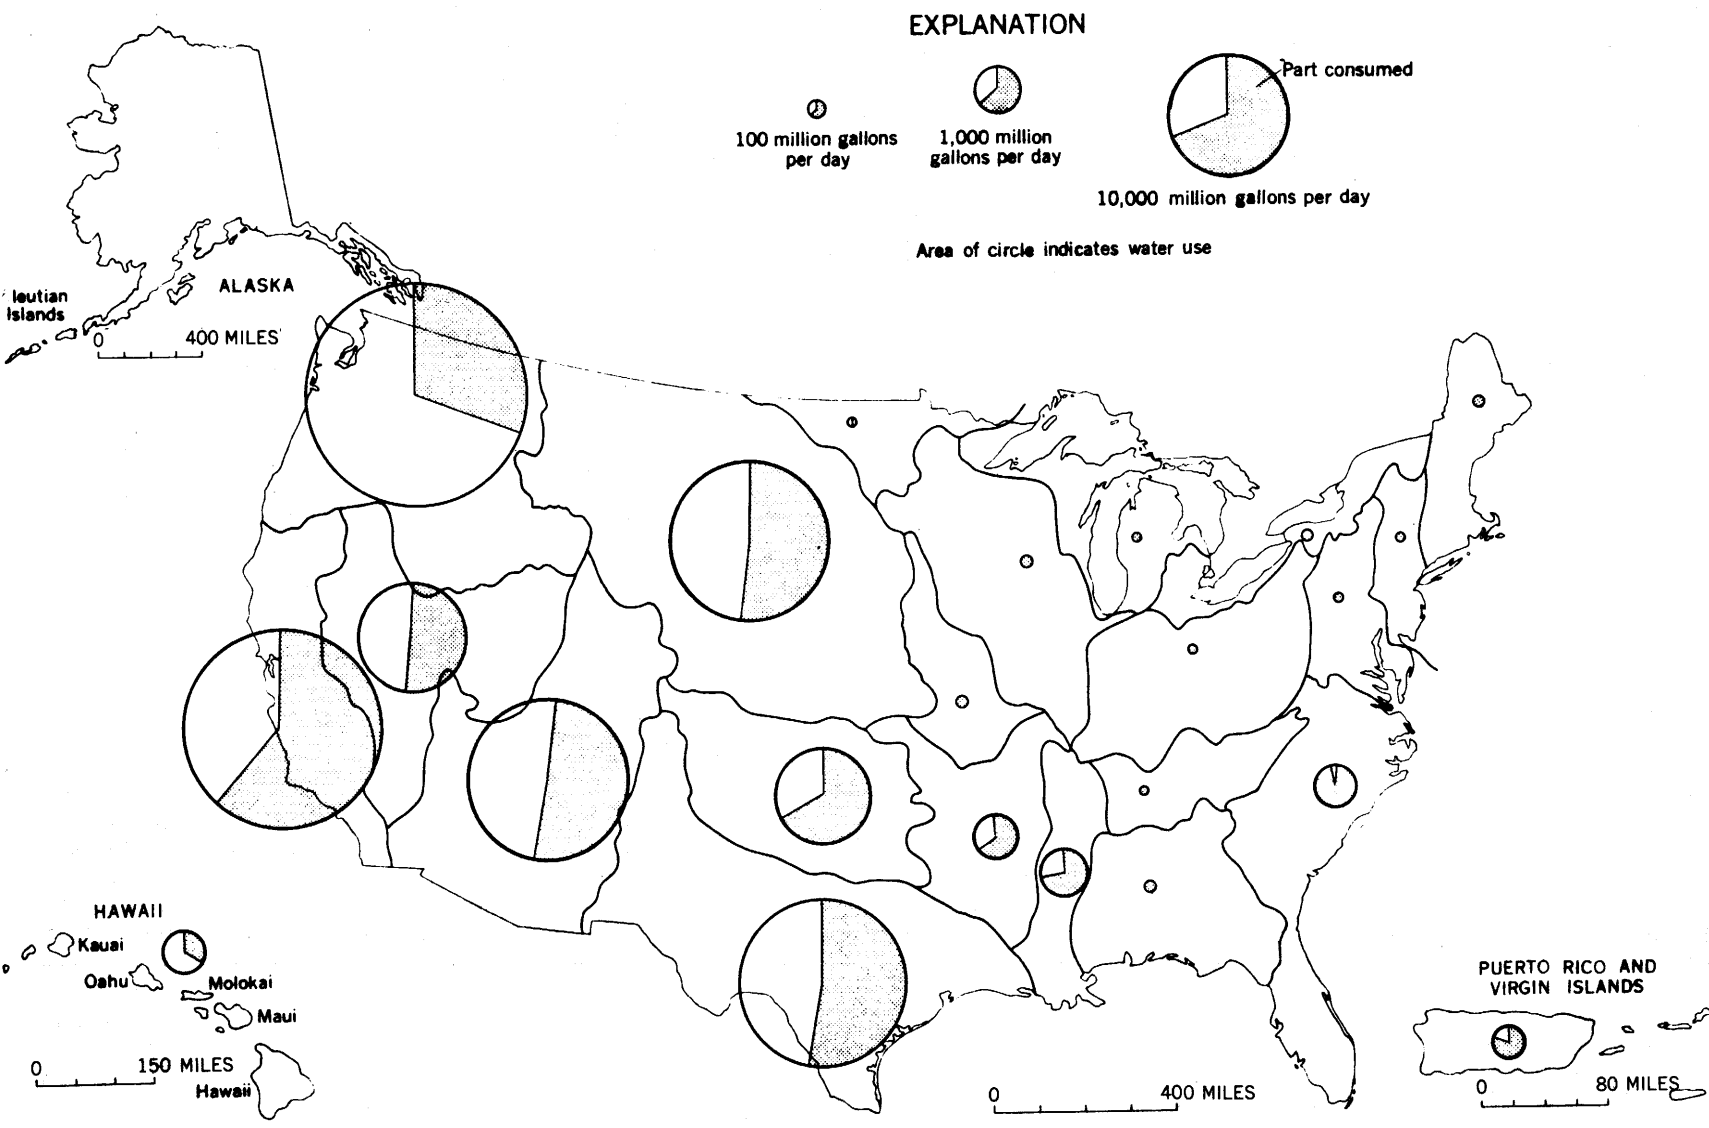 EXPLANATION
Part consumed
100 million gallons
per day
1,000 million
gallons per day
10,000 million gallons per day
Area of circle indicates water use
ALASKA
leutian
Islands
0 400 MILES
HAWAII
Kauai
Oahu
Molokai
Maui
0 150 MILES
Hawaii
0 400 MILES
PUERTO RICO AND
VIRGIN ISLANDS
0 80 MILES